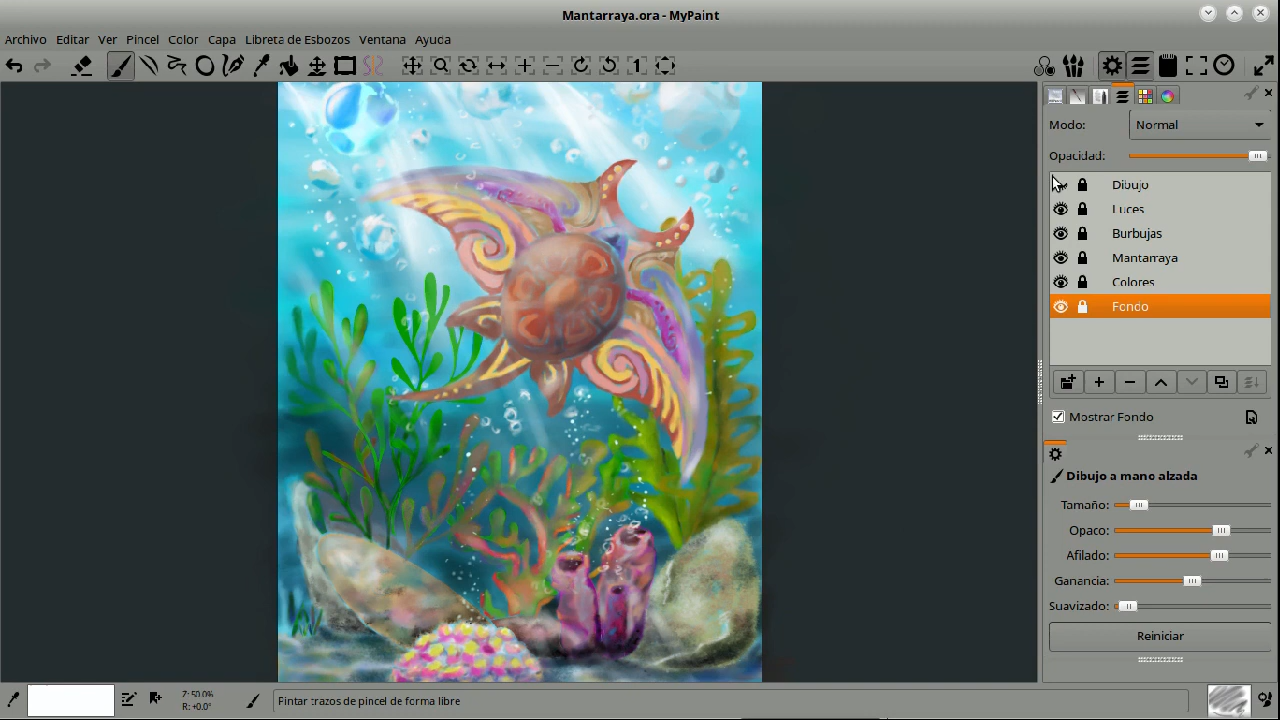 Mantarraya.ora - MyPaint
Archivo Editar Ver Pincel Color Capa Libreta de Esbozos Ventana Ayuda
1
Modo: Normal
Opacidad:
Dibujo
Luces
Burbujas
Mantarraya
Colores
Fondo
Mostrar Fondo
Dibujo a mano alzada
Tamaño:
Opaco:
Afilado:
Ganancia:
Suavizado:
Reiniciar
Z: 50.0%
R: +0.0°
Pintar trazos de pincel de forma libre